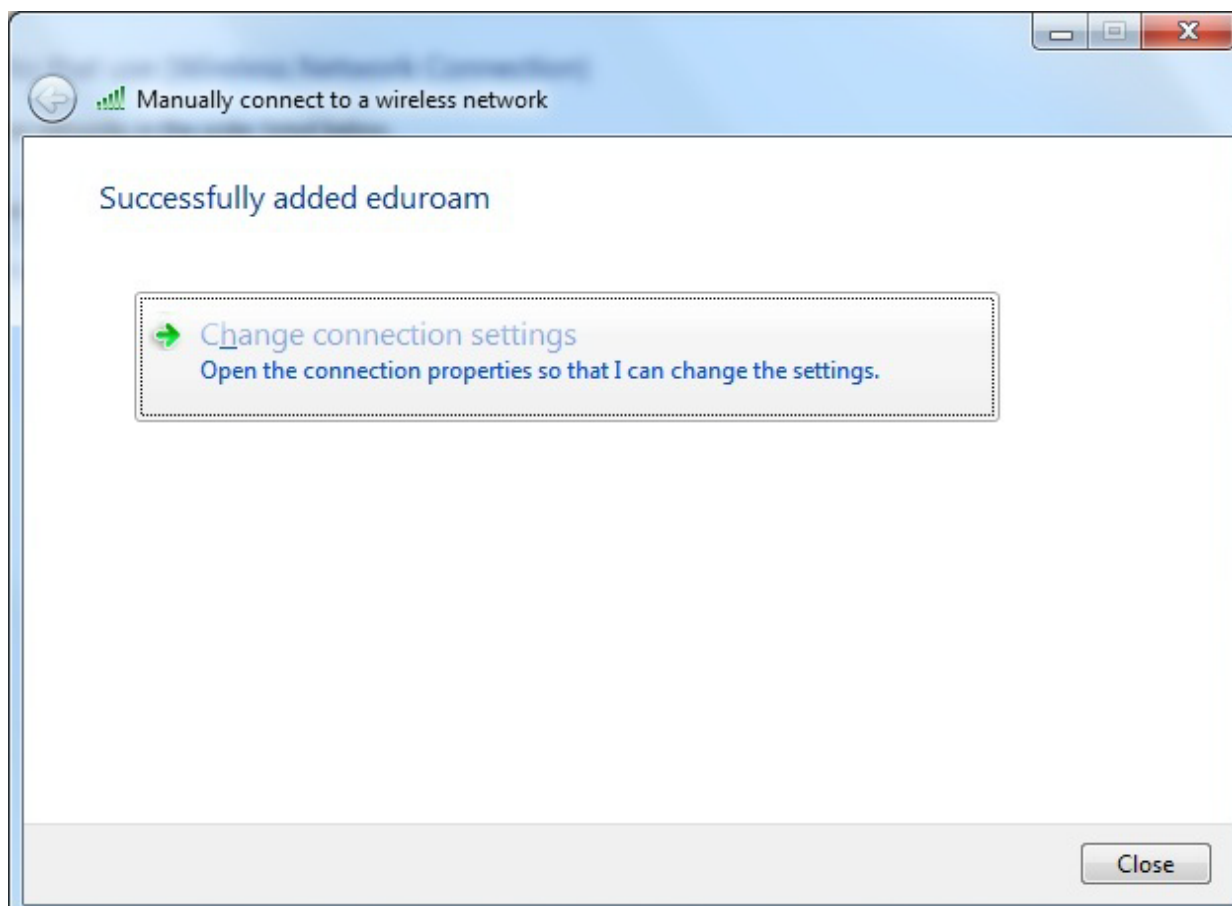 Manually connect to a wireless network
Successfully added eduroam
Change connection settings
Open the connection properties so that I can change the settings.
Close